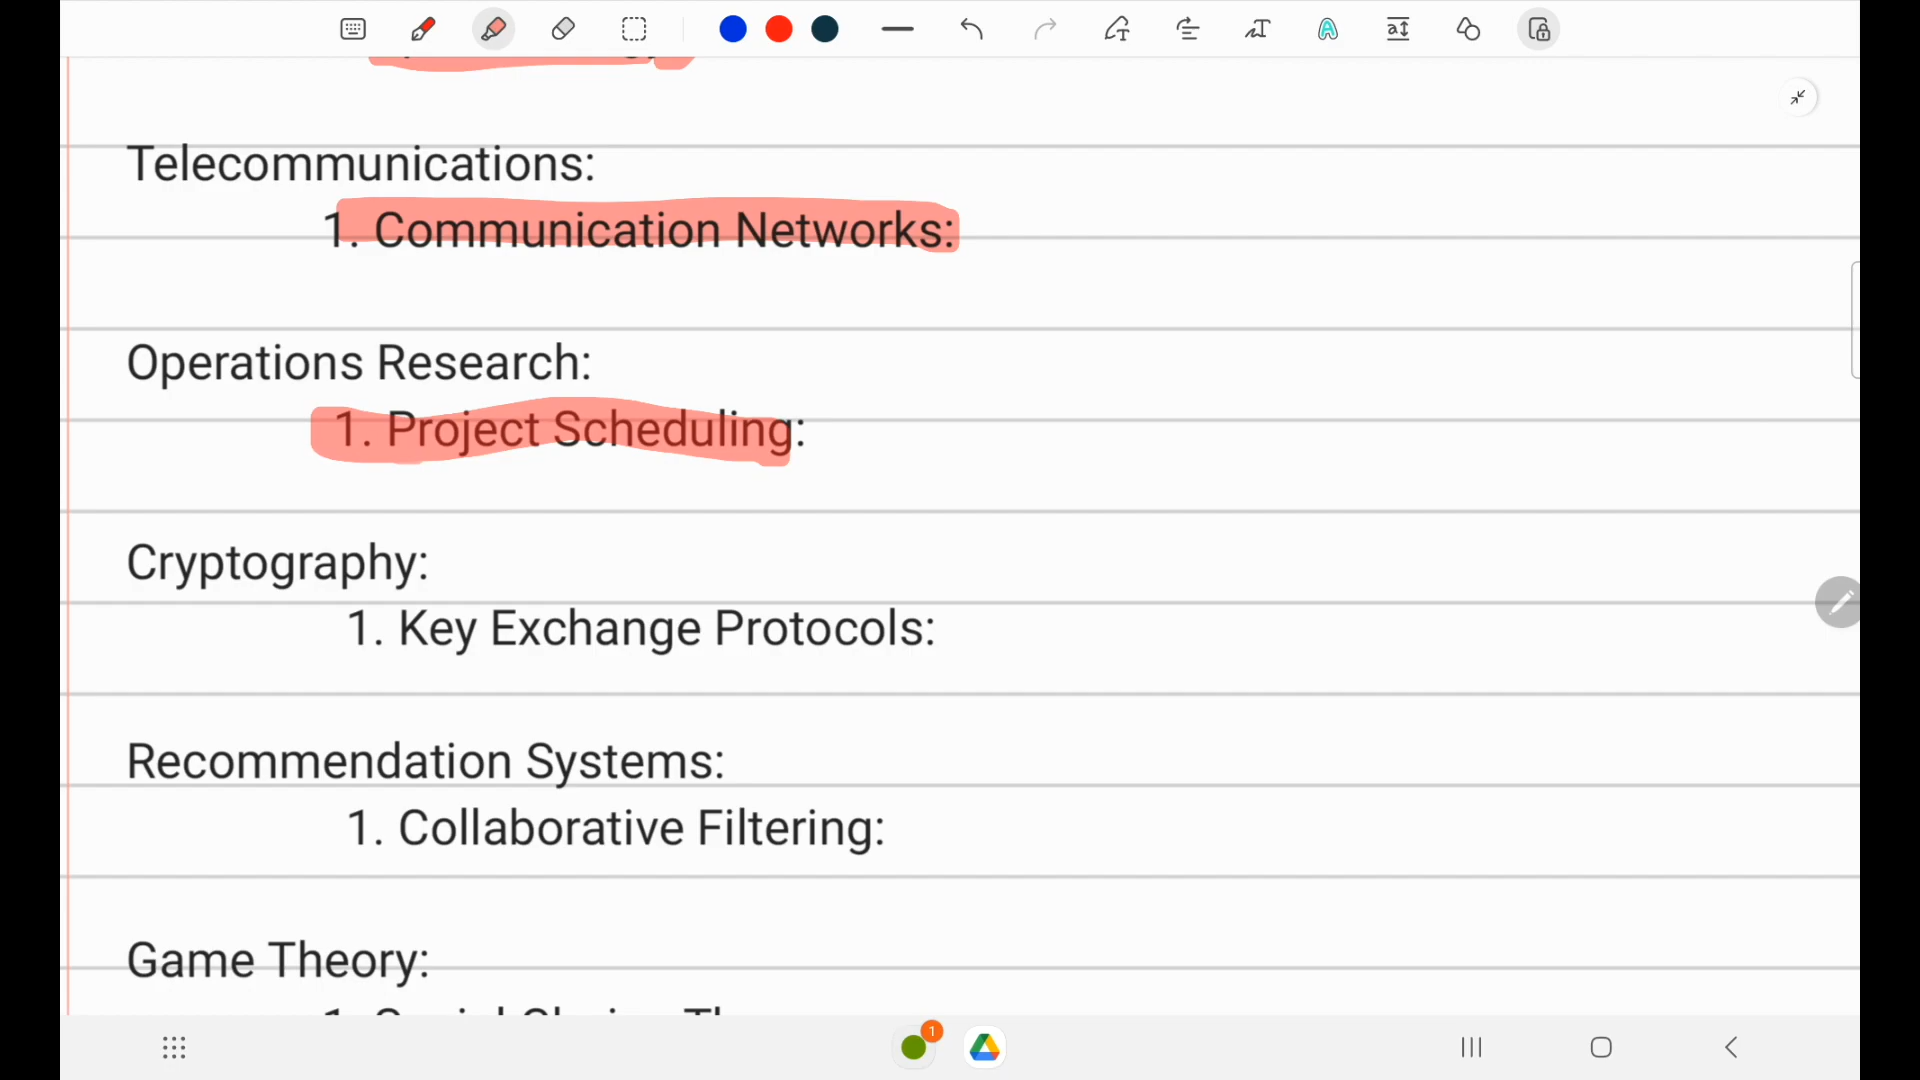 Telecommunications:
1. Communication Networks:
Operations Research:
1. Project Scheduling:
Cryptography:
1. Key Exchange Protocols:
Recommendation Systems:
1. Collaborative Filtering:
Game Theory:
1